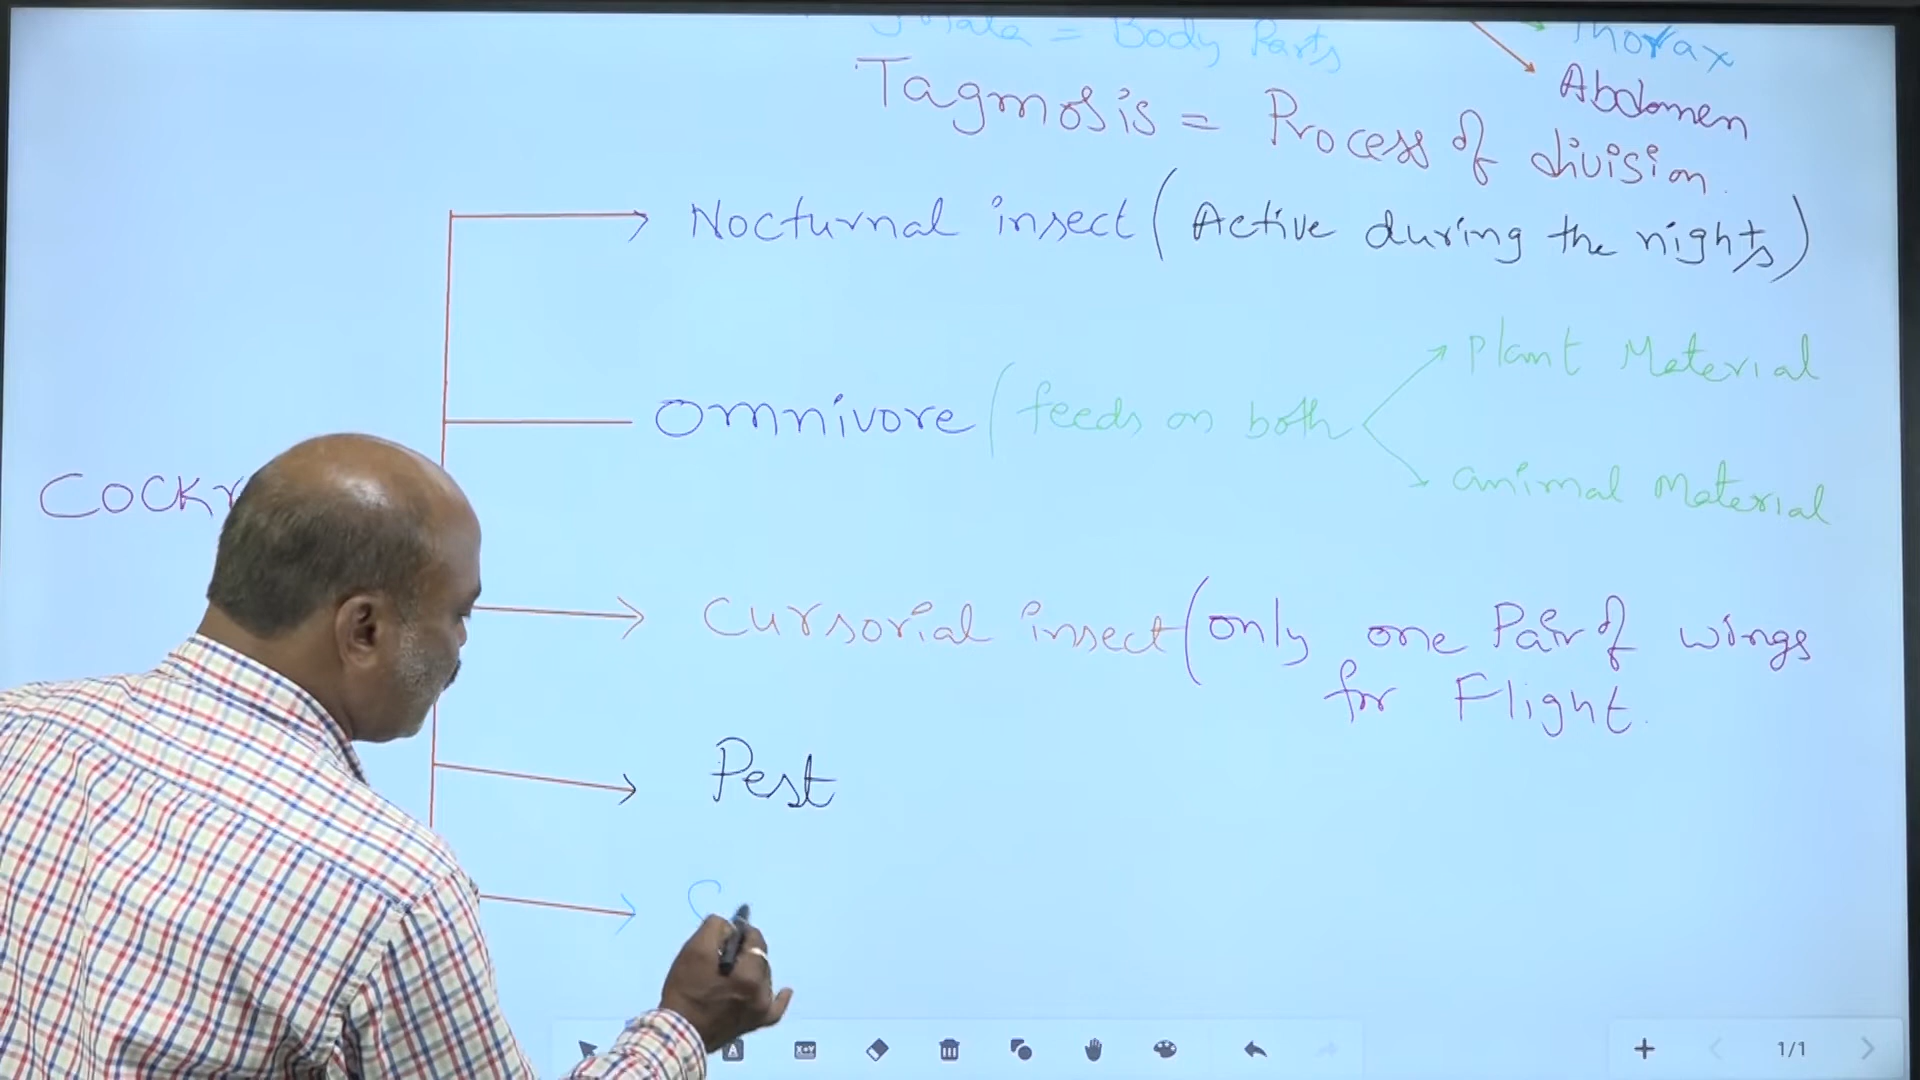 = Body Parts
Thorax
Abdomen
Tagmosis = Process of division.
Nocturnal insect (Active during the nights)
Plant Material
Omnivore (feeds on both
animal Material
Cursorial insect (only one Pair of wings
for Flight.
Pest
1/1